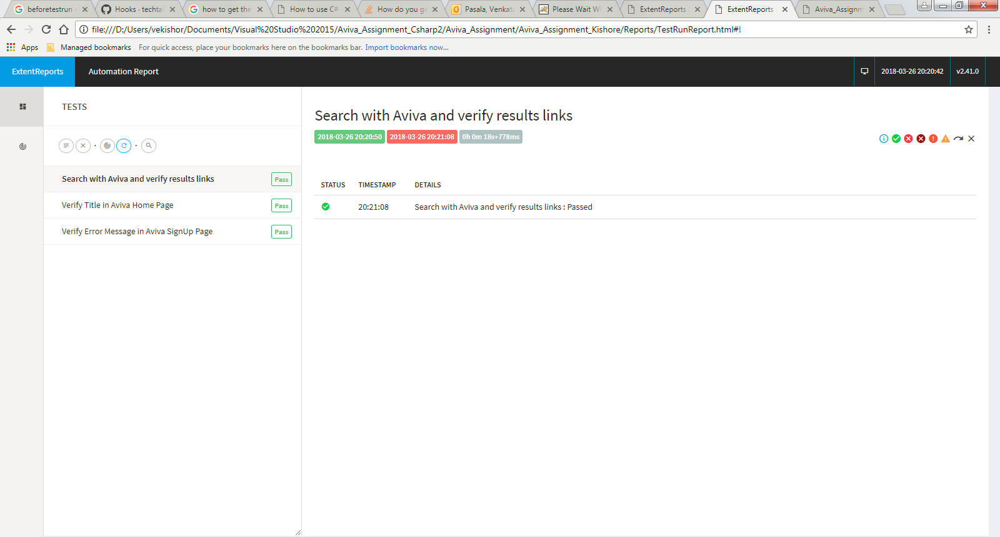 beforetestrun -
Hooks · techtal
how to get the
How to use C#
How do you ge
Pasala, Venkata
Please Wait Wh
ExtentReports
ExtentReports
Aviva_Assignm
file:///D:/Users/vekishor/Documents/Visual%20Studio%202015/Aviva_Assignment_Csharp2/Aviva_Assignment/Aviva_Assignment_Kishore/Reports/TestRunReport.html#!
Apps Managed bookmarks For quick access, place your bookmarks here on the bookmarks bar. Import bookmarks now...
ExtentReports Automation Report 2018-03-26 20:20:42 v2.41.0
TESTS
Search with Aviva and verify results links Pass
Verify Title in Aviva Home Page Pass
Verify Error Message in Aviva SignUp Page Pass
Search with Aviva and verify results links
2018-03-26 20:20:50 2018-03-26 20:21:08 0h 0m 18s+778ms
STATUS TIMESTAMP DETAILS
20:21:08 Search with Aviva and verify results links : Passed